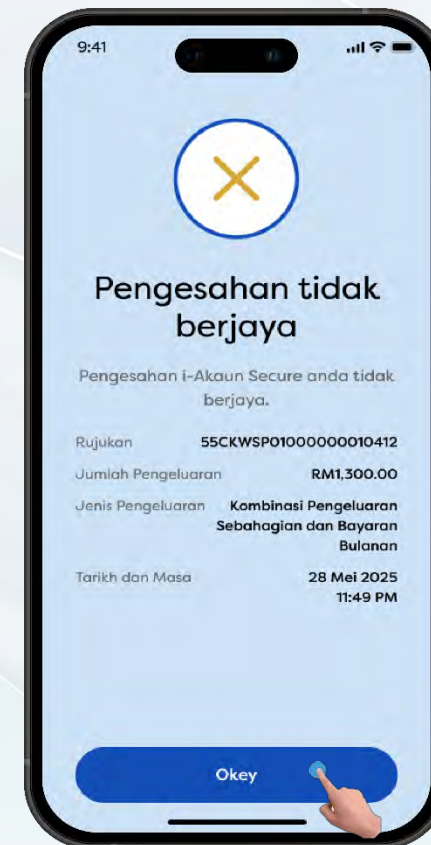 9:41
Pengesahan tidak
berjaya
Pengesahan i-Akaun Secure anda tidak
berjaya.
Rujukan 55CKWSP01000000010412
Jumlah Pengeluaran RM1,300.00
Jenis Pengeluaran Kombinasi Pengeluaran
Sebahagian dan Bayaran
Bulanan
Tarikh dan Masa 28 Mei 2025
11:49 PM
Okey